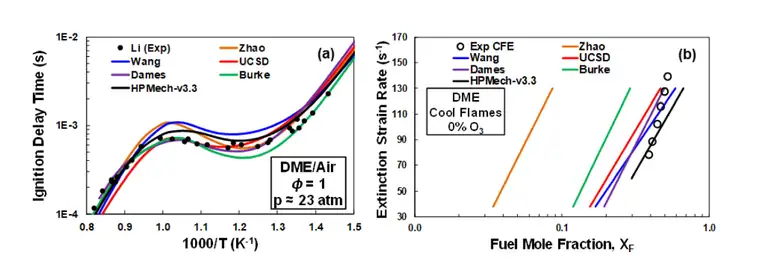 1E-2
1E-3
1E-4
Ignition Delay Time (s)
Li (Exp)
Zhao
Wang
UCSD
Dames
Burke
HPMech-v3.3
(a)
DME/Air
ϕ = 1
p ≈ 23 atm
0.8 0.9 1.0 1.1 1.2 1.3 1.4 1.5
1000/T (K-1)
170
150
130
110
90
70
50
30
Extinction Strain Rate (s-1)
Exp CFE
Zhao
Wang
UCSD
Dames
Burke
HPMech-v3.3
(b)
DME
Cool Flames
0% O3
0.0 0.1 1.0
Fuel Mole Fraction, XF